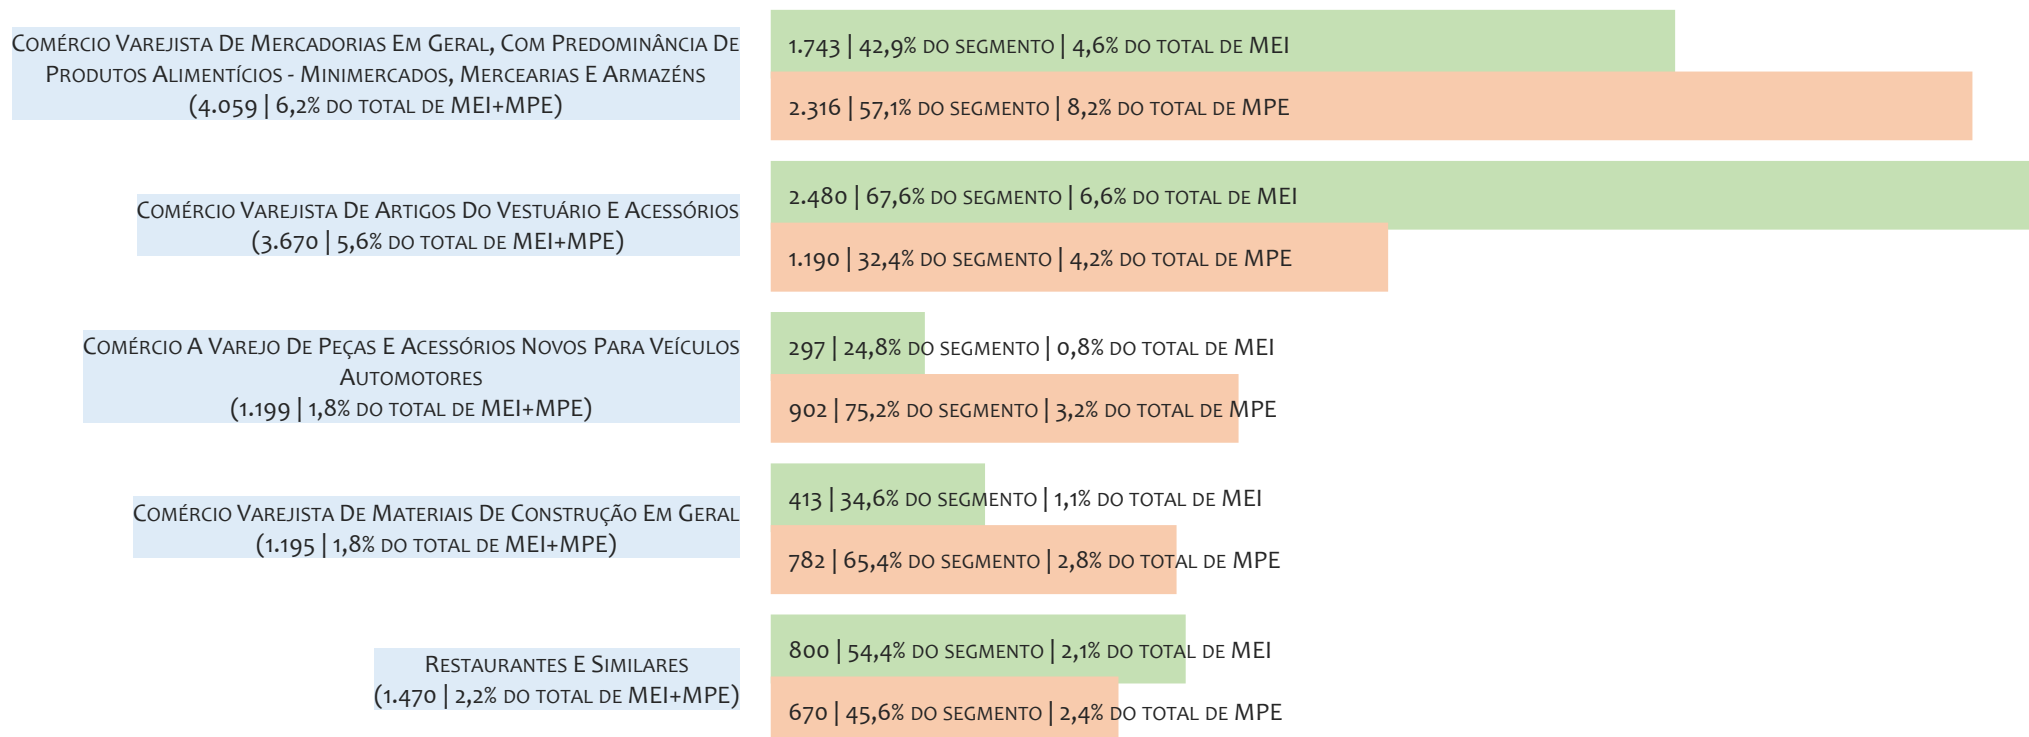 Comércio Varejista De Mercadorias Em Geral, Com Predominância De
Produtos Alimentícios - Minimercados, Mercearias E Armazéns
(4.059 | 6,2% do total de MEI+MPE)
1.743 | 42,9% do segmento | 4,6% do total de MEI
2.316 | 57,1% do segmento | 8,2% do total de MPE
Comércio Varejista De Artigos Do Vestuário E Acessórios
(3.670 | 5,6% do total de MEI+MPE)
2.480 | 67,6% do segmento | 6,6% do total de MEI
1.190 | 32,4% do segmento | 4,2% do total de MPE
Comércio A Varejo De Peças E Acessórios Novos Para Veículos
Automotores
(1.199 | 1,8% do total de MEI+MPE)
297 | 24,8% do segmento | 0,8% do total de MEI
902 | 75,2% do segmento | 3,2% do total de MPE
Comércio Varejista De Materiais De Construção Em Geral
(1.195 | 1,8% do total de MEI+MPE)
413 | 34,6% do segmento | 1,1% do total de MEI
782 | 65,4% do segmento | 2,8% do total de MPE
Restaurantes E Similares
(1.470 | 2,2% do total de MEI+MPE)
800 | 54,4% do segmento | 2,1% do total de MEI
670 | 45,6% do segmento | 2,4% do total de MPE